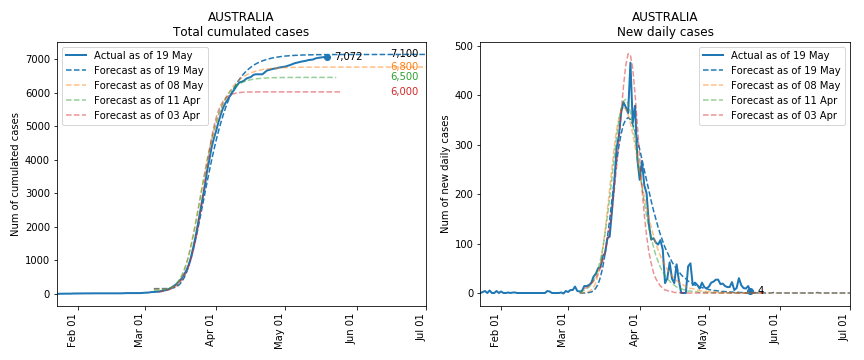 AUSTRALIA
Total cumulated cases
Num of cumulated cases
7000
6000
5000
4000
3000
2000
1000
0
Actual as of 19 May
Forecast as of 19 May
Forecast as of 08 May
Forecast as of 11 Apr
Forecast as of 03 Apr
7,072
7,100
6,800
6,500
6,000
Feb 01
Mar 01
Apr 01
May 01
Jun 01
Jul 01
AUSTRALIA
New daily cases
Num of new daily cases
500
400
300
200
100
0
Actual as of 19 May
Forecast as of 19 May
Forecast as of 08 May
Forecast as of 11 Apr
Forecast as of 03 Apr
4
Feb 01
Mar 01
Apr 01
May 01
Jun 01
Jul 01